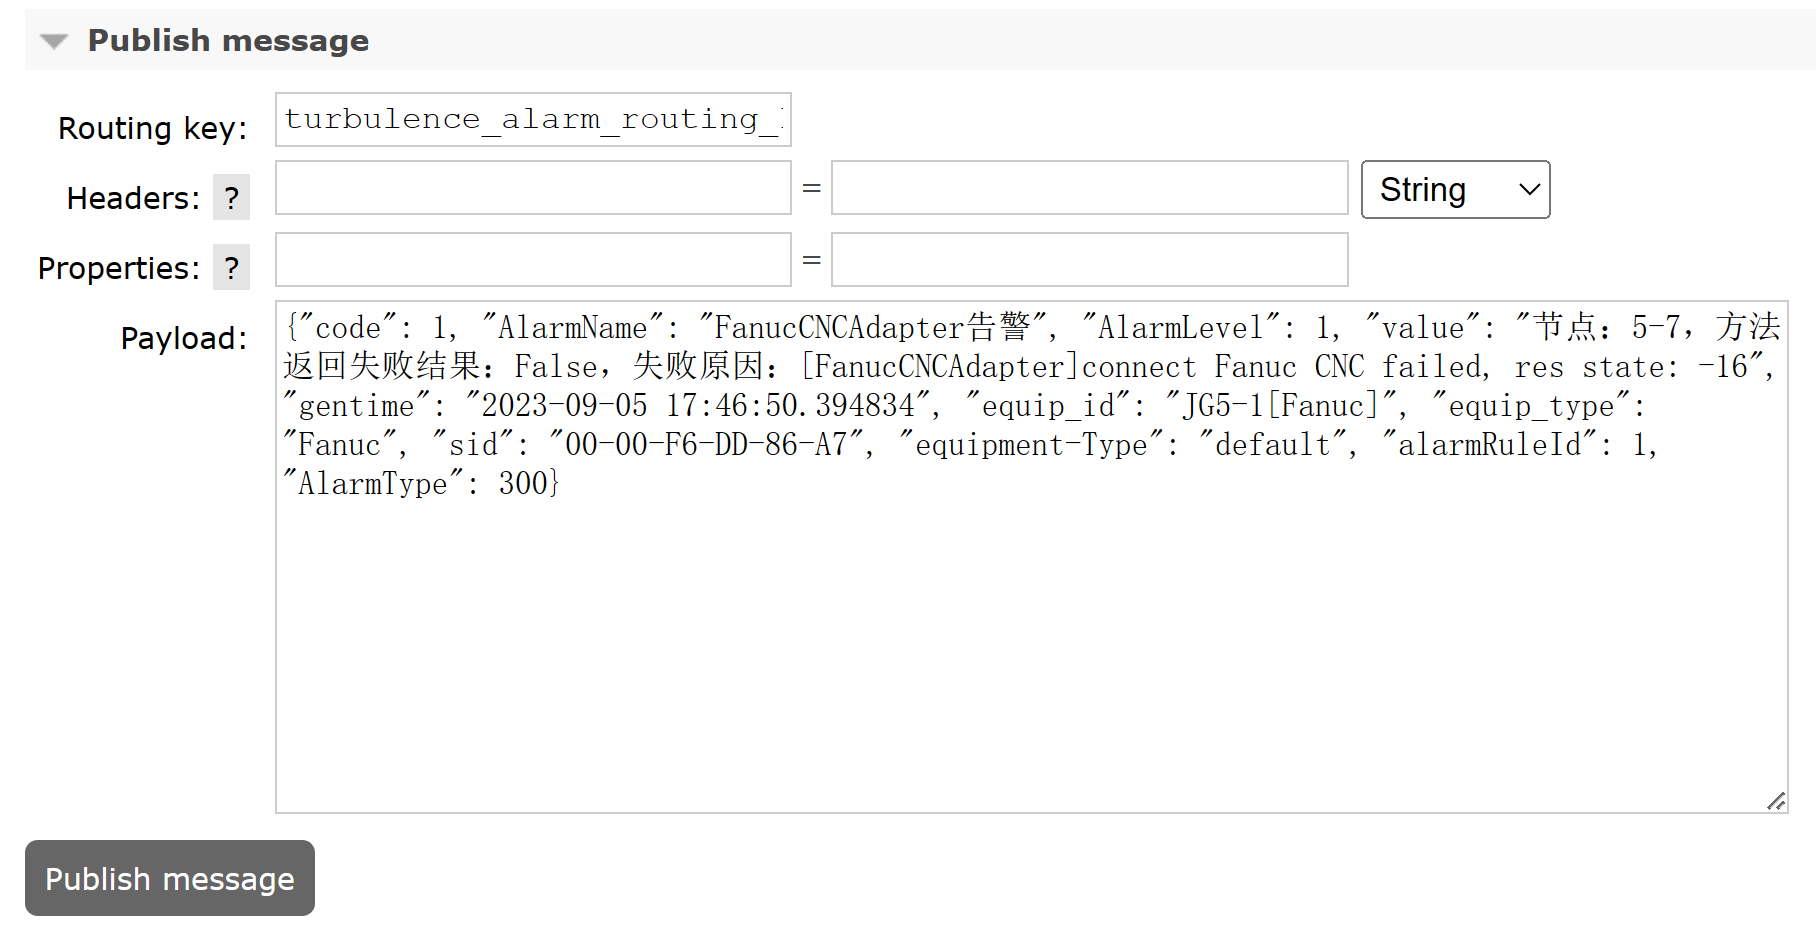 Publish message
Routing key: turbulence_alarm_routing_
Headers: ? = String
Properties: ? =
Payload: {"code": 1, "AlarmName": "FanucCNCAdapter告警", "AlarmLevel": 1, "value": "节点：5-7，方法
返回失败结果：False，失败原因：[FanucCNCAdapter]connect Fanuc CNC failed, res state: -16",
"gentime": "2023-09-05 17:46:50.394834", "equip_id": "JG5-1[Fanuc]", "equip_type":
"Fanuc", "sid": "00-00-F6-DD-86-A7", "equipment-Type": "default", "alarmRuleId": 1,
"AlarmType": 300}
Publish message